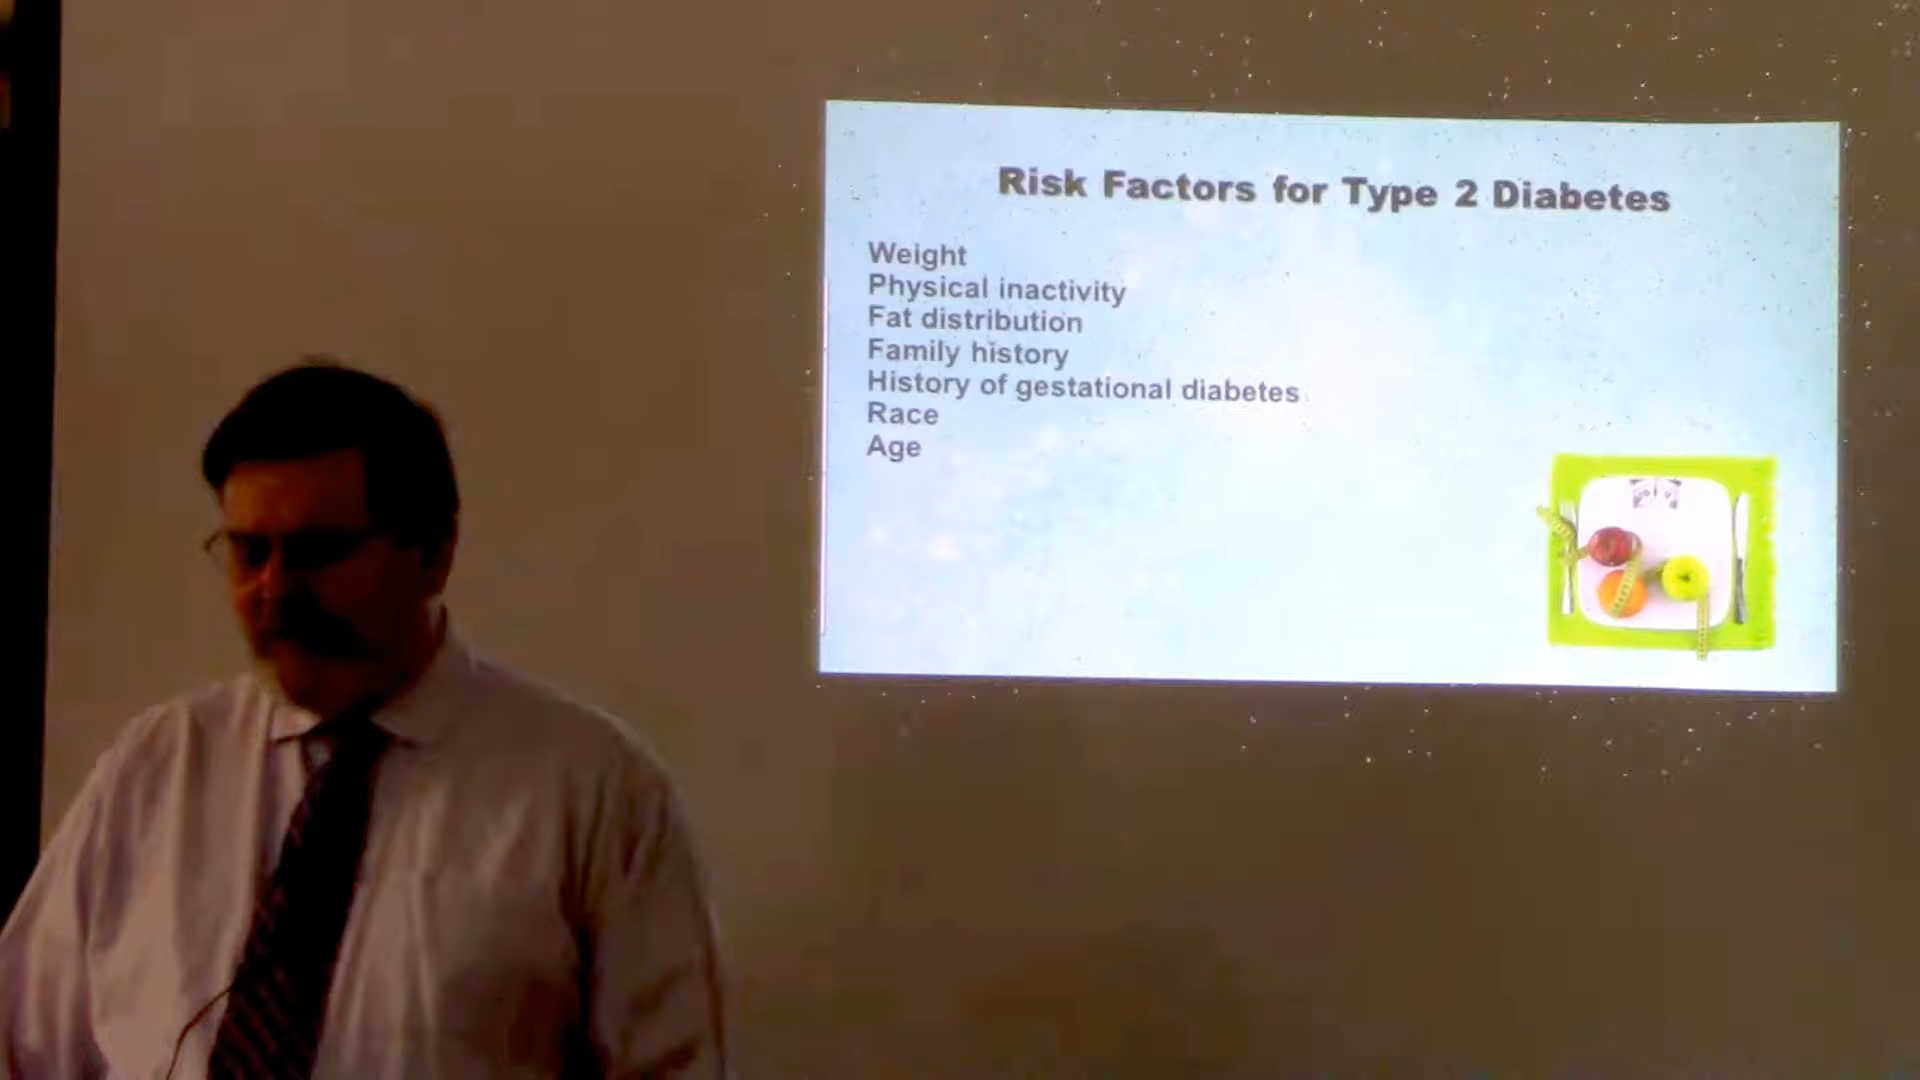 Risk Factors for Type 2 Diabetes
Weight
Physical inactivity
Fat distribution
Family history
History of gestational diabetes
Race
Age